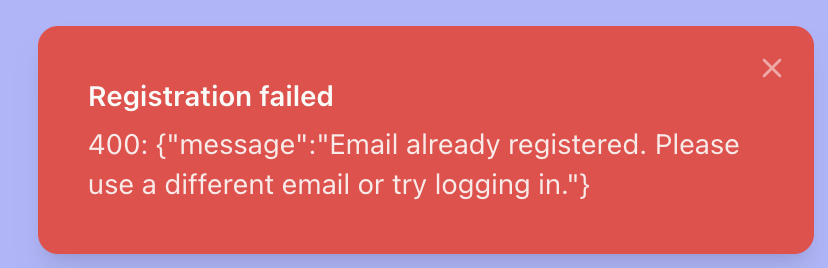 Registration failed
400: {"message":"Email already registered. Please
use a different email or try logging in."}